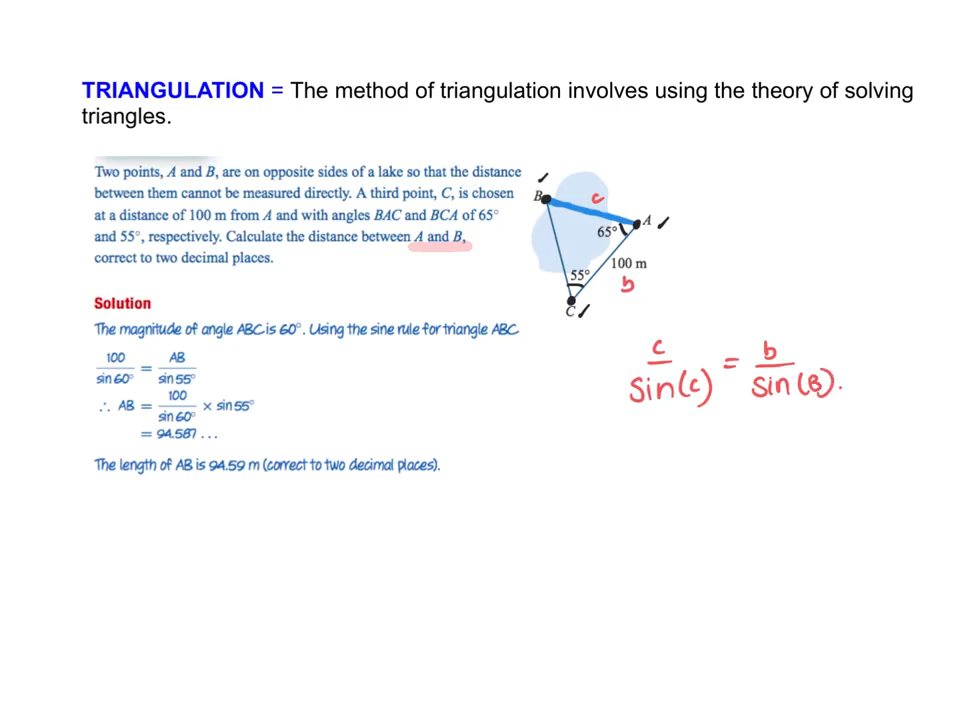 TRIANGULATION = The method of triangulation involves using the theory of solving
triangles.
Two points, A and B, are on opposite sides of a lake so that the distance
between them cannot be measured directly. A third point, C, is chosen
at a distance of 100 m from A and with angles BAC and BCA of 65°
and 55°, respectively. Calculate the distance between A and B,
correct to two decimal places.
B
c
A
65°
100 m
55°
b
C
Solution
The magnitude of angle ABC is 60°. Using the sine rule for triangle ABC
100/sin 60° = AB/sin 55°
∴ AB = 100/sin 60° × sin 55°
= 94.587 ...
The length of AB is 94.59 m (correct to two decimal places).
c/sin(C) = b/sin(B).